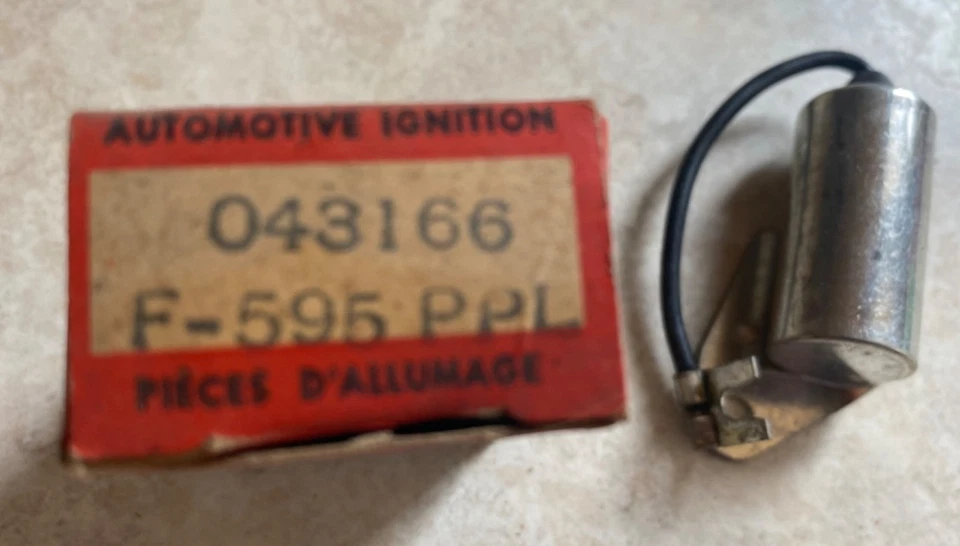 AUTOMOTIVE IGNITION
043166
F-595 PPL
PIÈCES D'ALLUMAGE